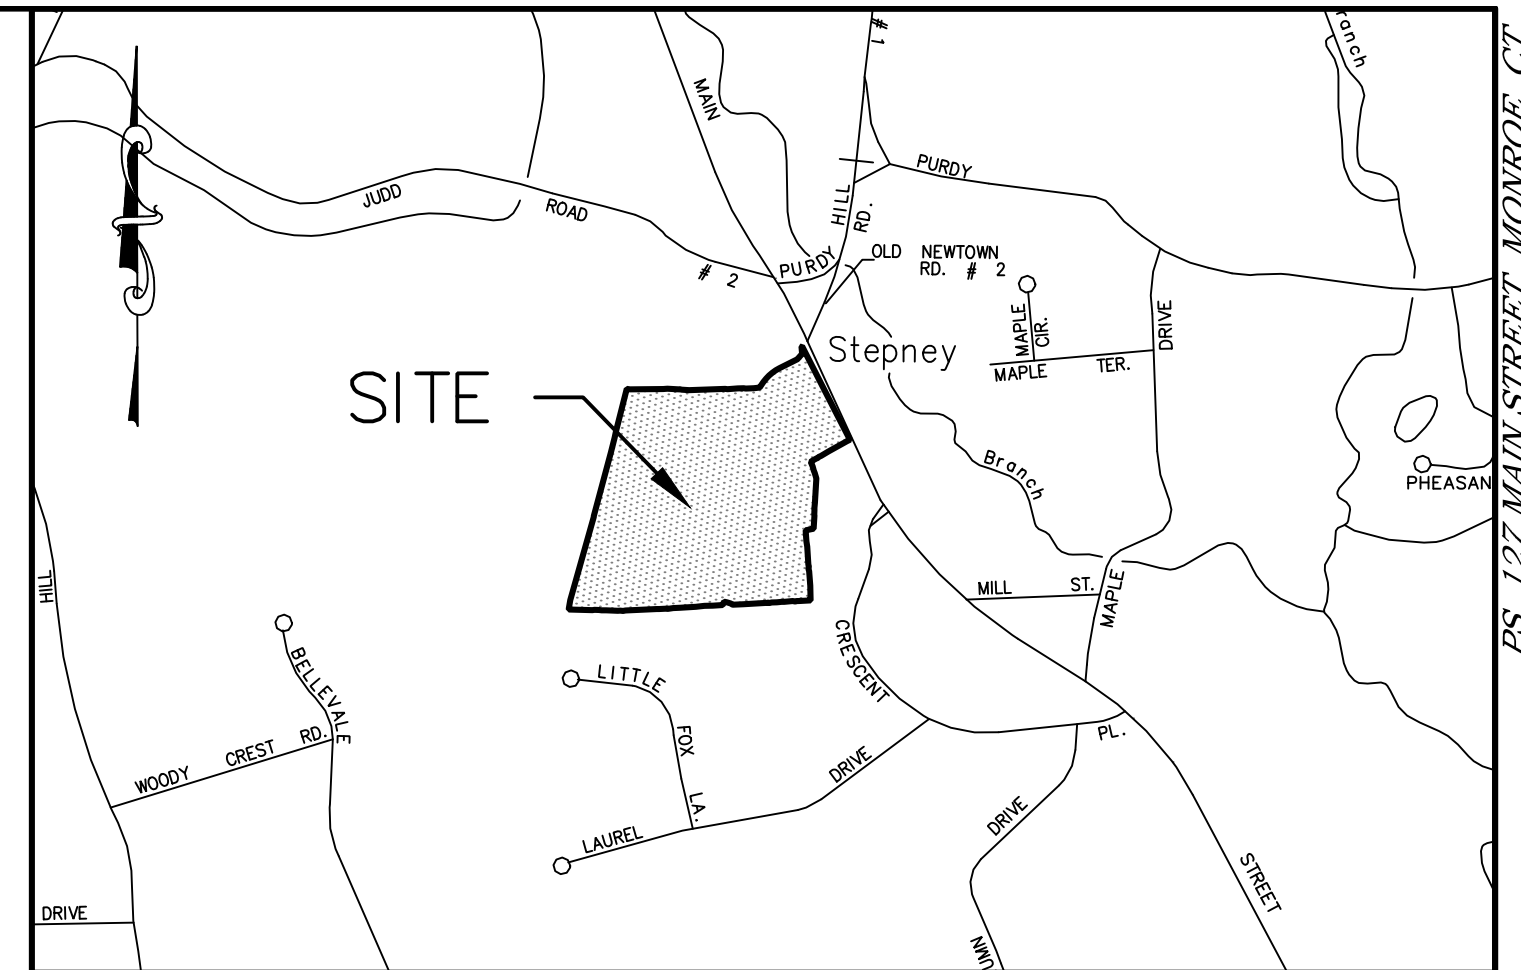 # 1
ranch
MAIN
PURDY
JUDD
ROAD
HILL
RD.
# 2
PURDY
OLD NEWTOWN
RD. # 2
MAPLE
CIR.
DRIVE
Stepney
MAPLE TER.
SITE
Branch
PHEASAN
HILL
MILL ST.
MAPLE
CRESCENT
PL.
BELLEVALE
LITTLE
FOX
LA.
WOODY CREST RD.
DRIVE
LAUREL
DRIVE
STREET
DRIVE
UMN
PS 127 MAIN STREET MONROE CT